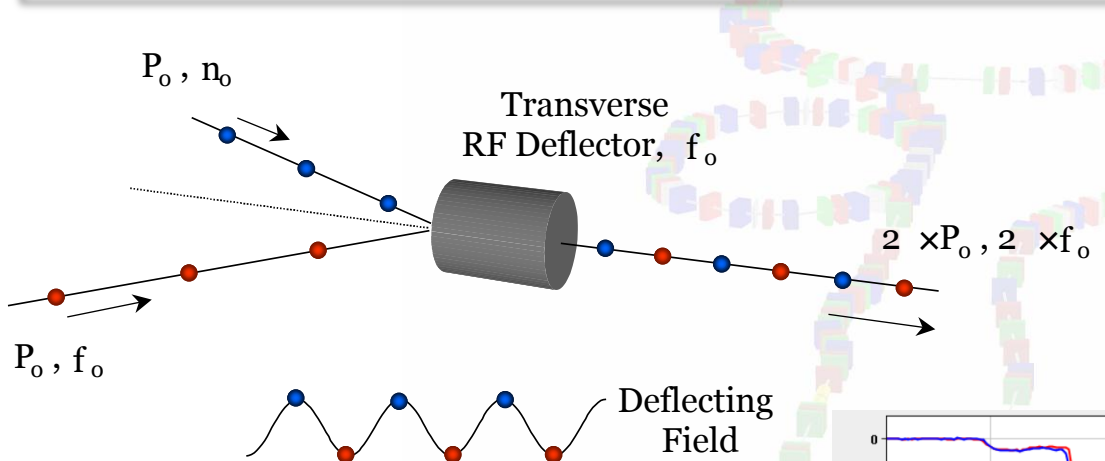 Pₒ , nₒ
Transverse
RF Deflector, fₒ
2 ×Pₒ , 2 ×fₒ
Pₒ , fₒ
Deflecting
Field
0